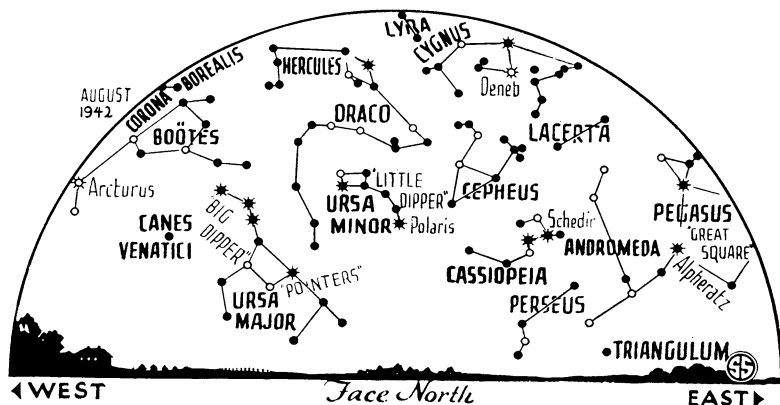 LYRA
CYGNUS
HERCULES
CORONA BOREALIS
AUGUST
1942
Deneb
DRACO
BOÖTES
LACERTA
Arcturus
"LITTLE
DIPPER"
URSA
MINOR
Polaris
CEPHEUS
BIG
DIPPER"
CANES
VENATICI
Schedir
PEGASUS
"GREAT
SQUARE"
ANDROMEDA
Alpheratz
CASSIOPEIA
"POINTERS"
URSA
MAJOR
PERSEUS
TRIANGULUM
SS
WEST
Face North
EAST